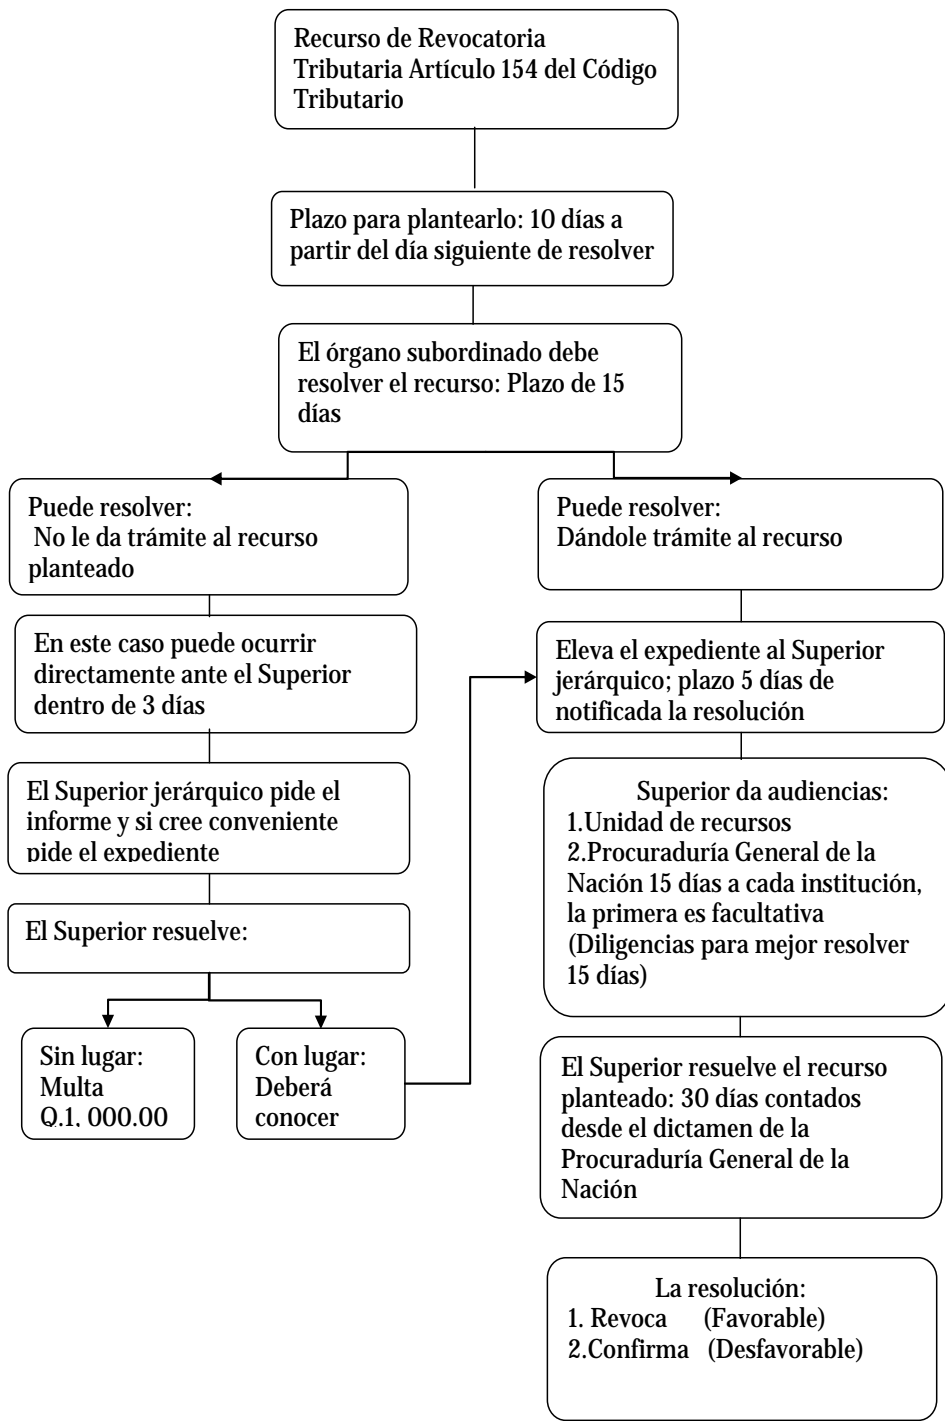 Recurso de Revocatoria
Tributaria Artículo 154 del Código
Tributario
Plazo para plantearlo: 10 días a
partir del día siguiente de resolver
El órgano subordinado debe
resolver el recurso: Plazo de 15
días
Puede resolver:
No le da trámite al recurso
planteado
En este caso puede ocurrir
directamente ante el Superior
dentro de 3 días
El Superior jerárquico pide el
informe y si cree conveniente
pide el expediente
El Superior resuelve:
Sin lugar:
Multa
Q.1, 000.00
Con lugar:
Deberá
conocer
Puede resolver:
Dándole trámite al recurso
Eleva el expediente al Superior
jerárquico; plazo 5 días de
notificada la resolución
Superior da audiencias:
1.Unidad de recursos
2.Procuraduría General de la
Nación 15 días a cada institución,
la primera es facultativa
(Diligencias para mejor resolver
15 días)
El Superior resuelve el recurso
planteado: 30 días contados
desde el dictamen de la
Procuraduría General de la
Nación
La resolución:
1. Revoca (Favorable)
2.Confirma (Desfavorable)